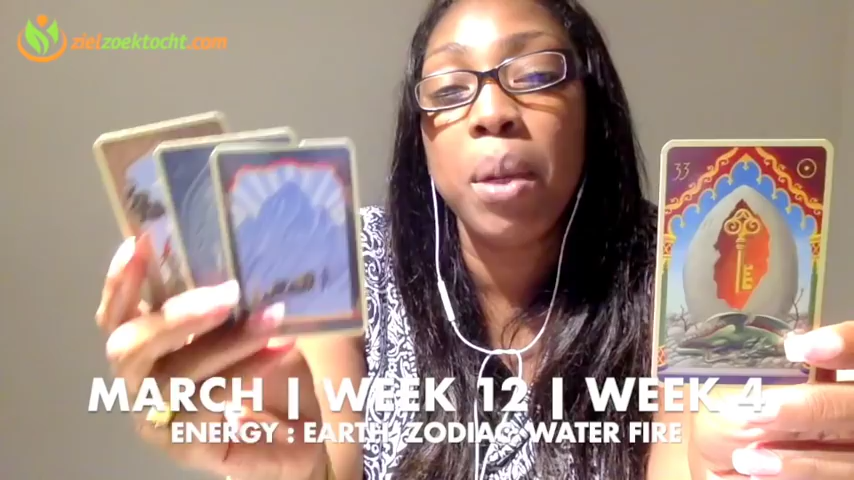 zielzoektocht.com
33
MARCH | WEEK 12 | WEEK 4
ENERGY : EARTH ZODIAC WATER FIRE